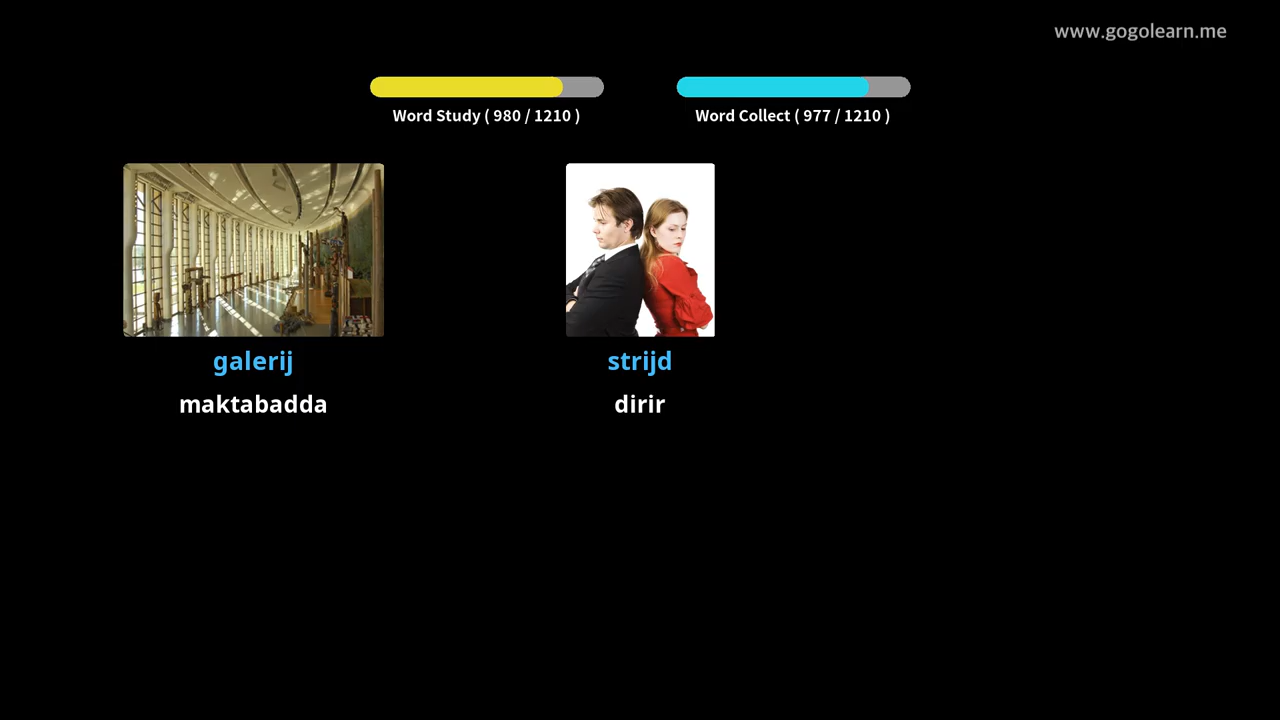 www.gogolearn.me
Word Study ( 980 / 1210 )
Word Collect ( 977 / 1210 )
galerij
maktabadda
strijd
dirir